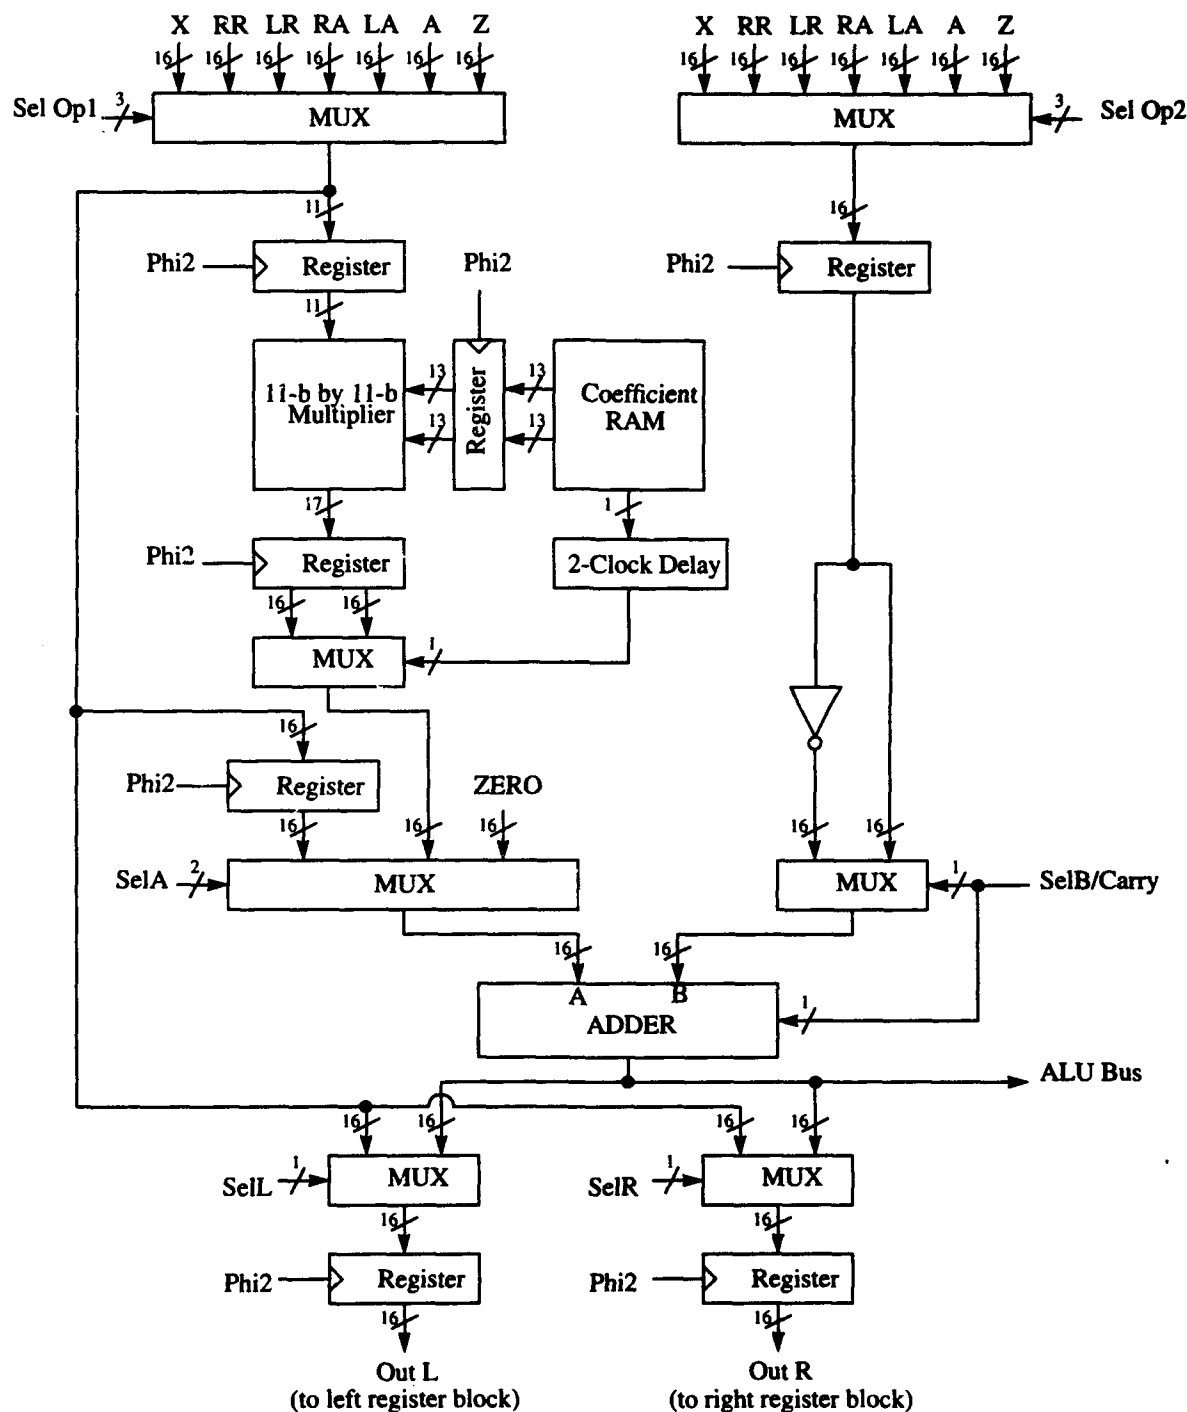 X RR LR RA LA A Z
X RR LR RA LA A Z
16 16 16 16 16 16 16
16 16 16 16 16 16 16
Sel Op1
3
MUX
MUX
3
Sel Op2
11
16
Phi2
Register
Phi2
Phi2
Register
11
11-b by 11-b
Multiplier
13
13
Register
13
13
Coefficient
RAM
17
1
Phi2
Register
2-Clock Delay
16
16
MUX
1
16
Phi2
Register
ZERO
16
16
16
16
16
SelA
2
MUX
MUX
1
SelB/Carry
16
16
A
B
ADDER
1
ALU Bus
16
16
16
16
SelL
1
MUX
SelR
1
MUX
16
16
Phi2
Register
Phi2
Register
16
16
Out L
(to left register block)
Out R
(to right register block)